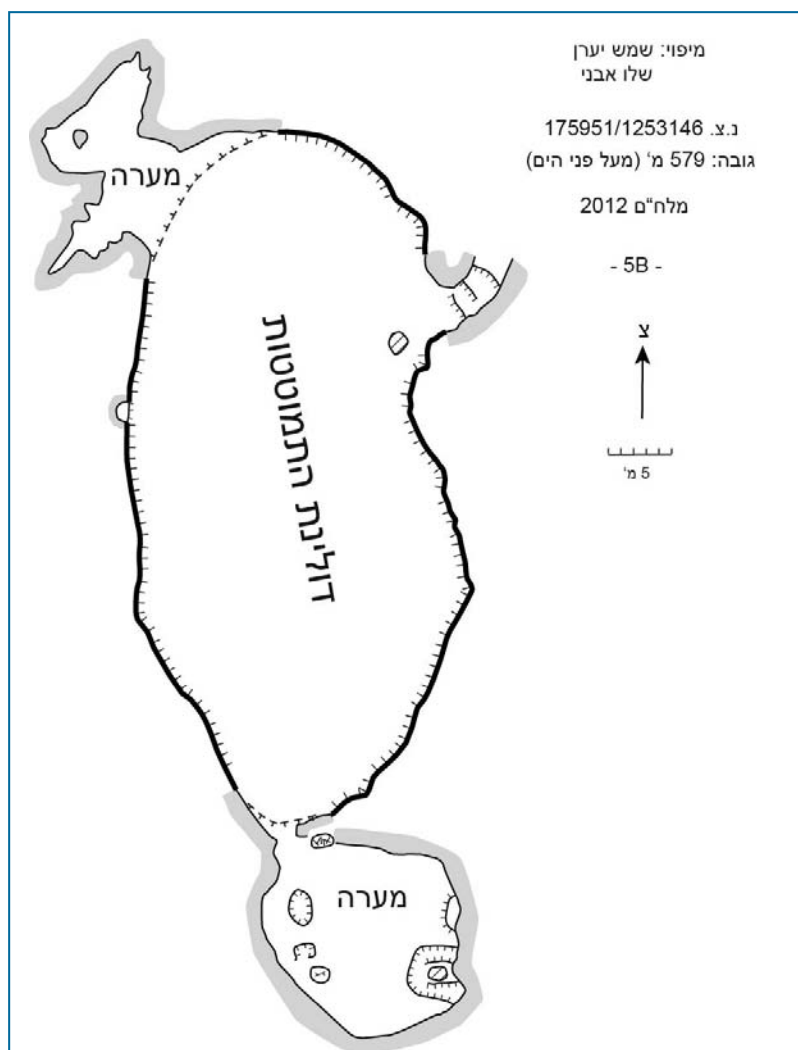 מיפוי: שמש יערן
שלו אבני
נ.צ. 175951/1253146
גובה: 579 מ' (מעל פני הים)
מלח"ם 2012
- 5B -
צ
5 מ'
מערה
דולינת התמוטטות
מערה